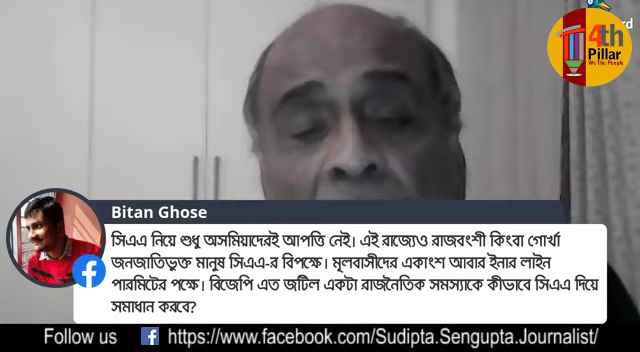 4th
Pillar
We The People
Bitan Ghose
সিএএ নিয়ে শুধু অসমিয়াদেরই আপত্তি নেই। এই রাজ্যেও রাজবংশী কিংবা গোর্খা
জনজাতিভুক্ত মানুষ সিএএ-র বিপক্ষে। মূলবাসীদের একাংশ আবার ইনার লাইন
পারমিটের পক্ষে। বিজেপি এত জটিল একটা রাজনৈতিক সমস্যাকে কীভাবে সিএএ দিয়ে
সমাধান করবে?
Follow us f https://www.facebook.com/Sudipta.Sengupta.Journalist/